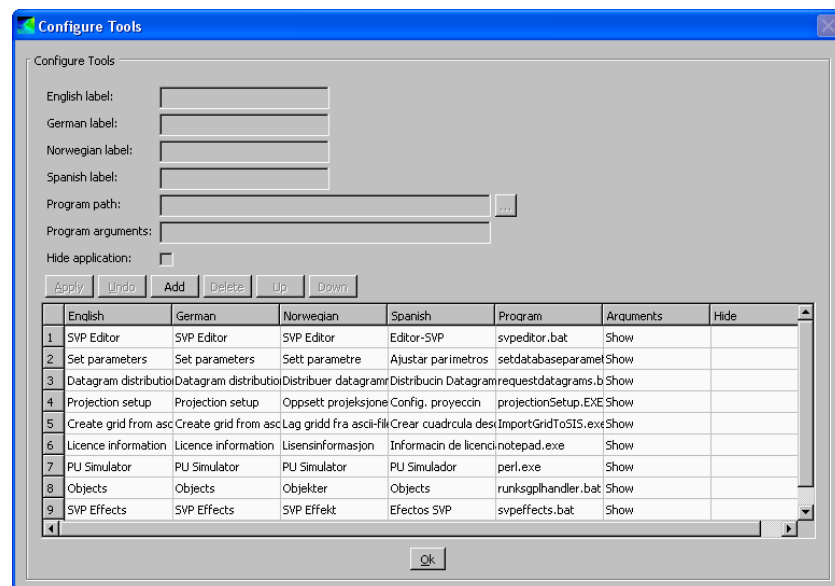 Configure Tools
Configure Tools
English label:
German label:
Norwegian label:
Spanish label:
Program path:
...
Program arguments:
Hide application:
Apply Undo Add Delete Up Down
English German Norwegian Spanish Program Arguments Hide
1 SVP Editor SVP Editor SVP Editor Editor-SVP svpeditor.bat Show
2 Set parameters Set parameters Sett parametre Ajustar parimetros setdatabaseparamet Show
3 Datagram distributio Datagram distributio Distribuer datagramr Distribucin Datagram requestdatagrams.b Show
4 Projection setup Projection setup Oppsett projeksjone Config. proyeccin projectionSetup.EXE Show
5 Create grid from asc Create grid from asc Lag gridd fra ascii-file Crear cuadrcula desc ImportGridToSIS.exe Show
6 Licence information Licence information Lisensinformasjon Informacin de licenci notepad.exe Show
7 PU Simulator PU Simulator PU Simulator PU Simulador perl.exe Show
8 Objects Objects Objekter Objects runksgplhandler.bat Show
9 SVP Effects SVP Effects SVP Effekt Efectos SVP svpeffects.bat Show
Ok